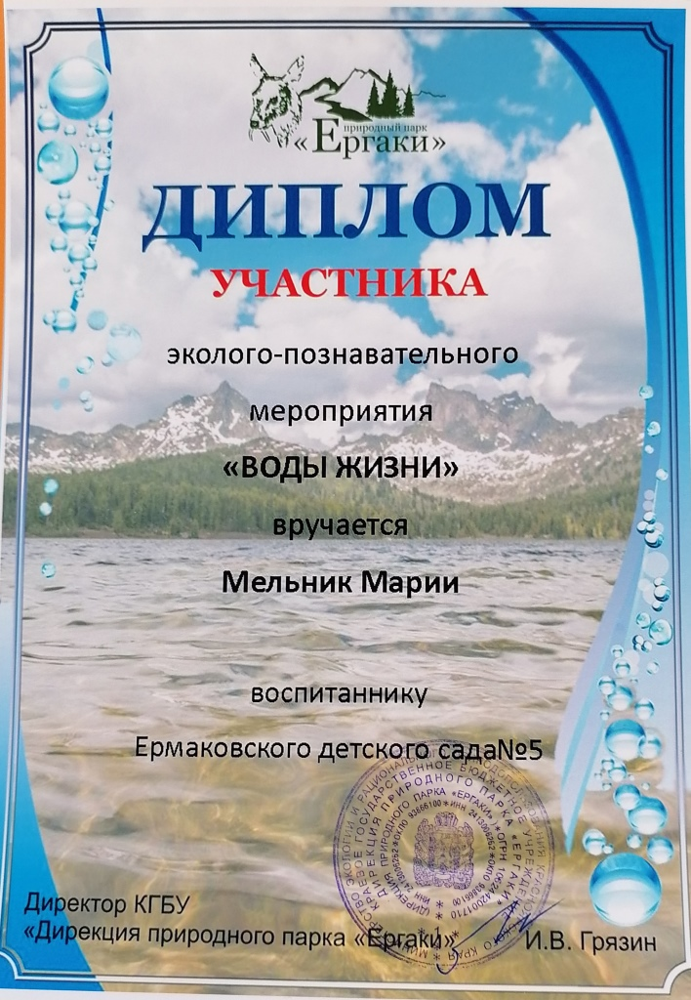 природный парк
«Ергаки»
ДИПЛОМ
УЧАСТНИКА
эколого-познавательного
мероприятия
«ВОДЫ ЖИЗНИ»
вручается
Мельник Марии
воспитаннику
Ермаковского детского сада№5
Директор КГБУ
«Дирекция природного парка «Ергаки»
И.В. Грязин